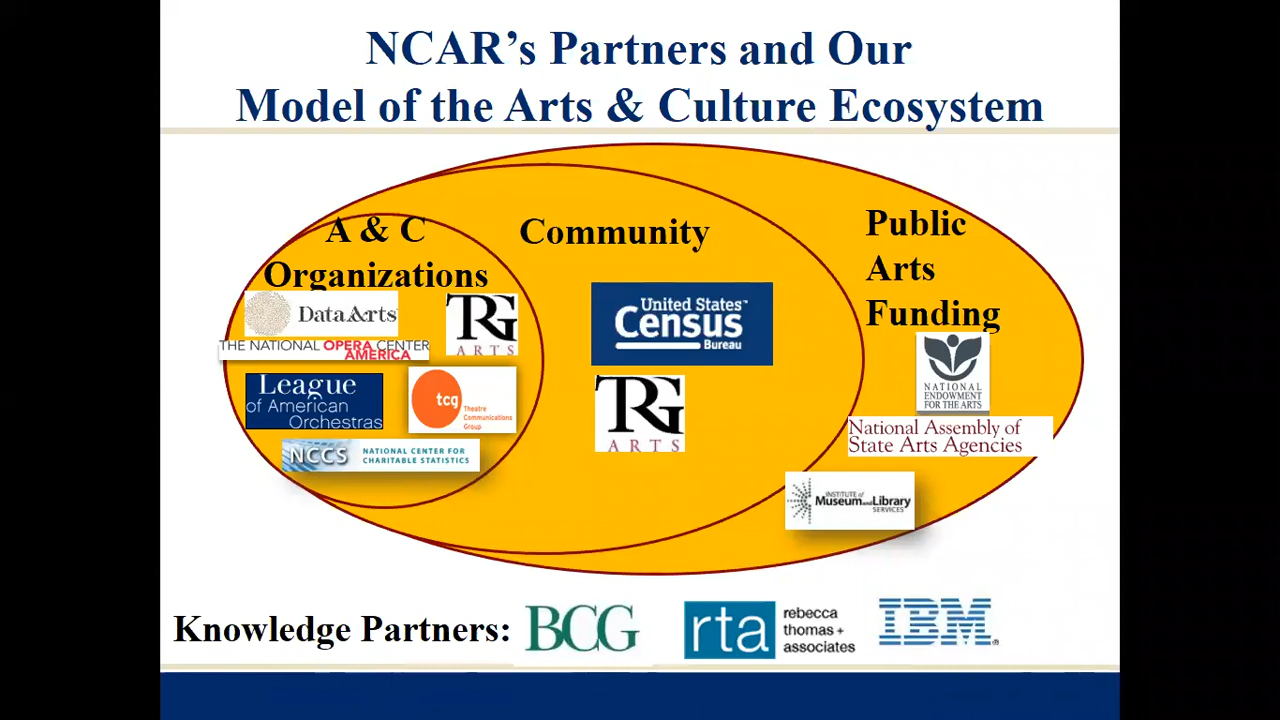 NCAR's Partners and Our
Model of the Arts & Culture Ecosystem
A & C
Organizations
DataArts
TRG
ARTS
THE NATIONAL OPERA CENTER
AMERICA
League
of American
Orchestras
tcg
Theatre
Communications
Group
NCCS
NATIONAL CENTER FOR
CHARITABLE STATISTICS
Community
United States™
Census
Bureau
TRG
ARTS
Public
Arts
Funding
NATIONAL
ENDOWMENT
FOR THE ARTS
National Assembly of
State Arts Agencies
INSTITUTE of
Museum and Library
SERVICES
Knowledge Partners:
BCG
rta
rebecca
thomas +
associates
IBM®